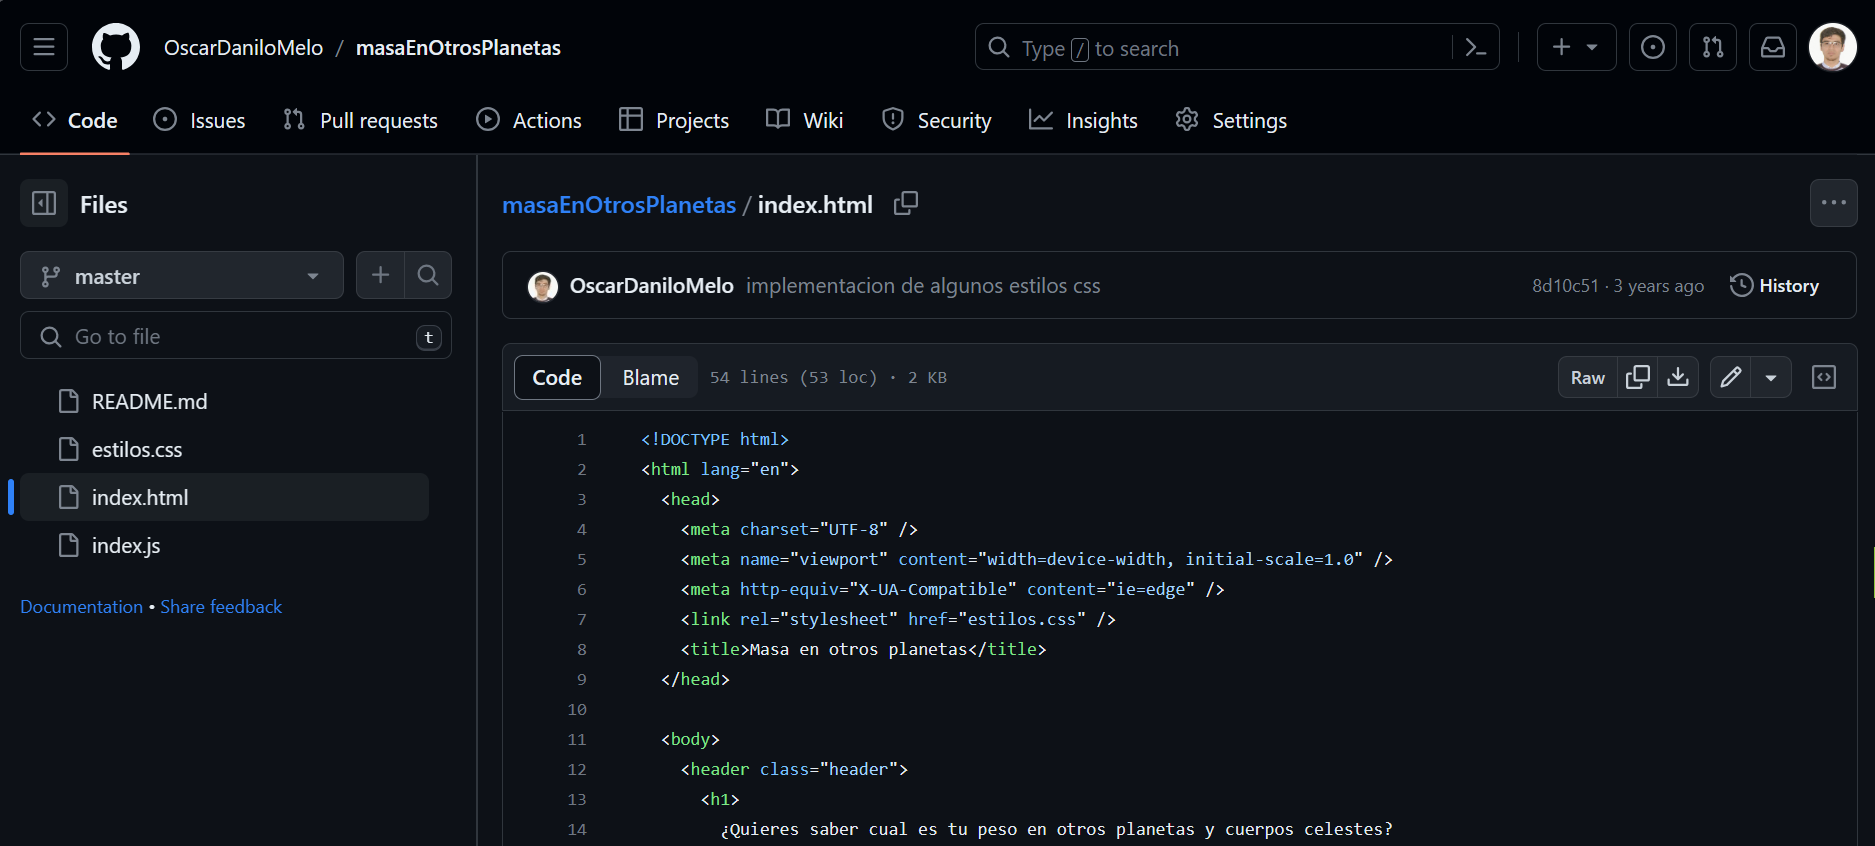 OscarDaniloMelo / masaEnOtrosPlanetas
Type / to search
Code Issues Pull requests Actions Projects Wiki Security Insights Settings
Files
master
Go to file t
README.md
estilos.css
index.html
index.js
Documentation • Share feedback
masaEnOtrosPlanetas / index.html
OscarDaniloMelo implementacion de algunos estilos css 8d10c51 · 3 years ago History
Code Blame 54 lines (53 loc) · 2 KB Raw
1 <!DOCTYPE html>
2 <html lang="en">
3 <head>
4 <meta charset="UTF-8" />
5 <meta name="viewport" content="width=device-width, initial-scale=1.0" />
6 <meta http-equiv="X-UA-Compatible" content="ie=edge" />
7 <link rel="stylesheet" href="estilos.css" />
8 <title>Masa en otros planetas</title>
9 </head>
10
11 <body>
12 <header class="header">
13 <h1>
14 ¿Quieres saber cual es tu peso en otros planetas y cuerpos celestes?